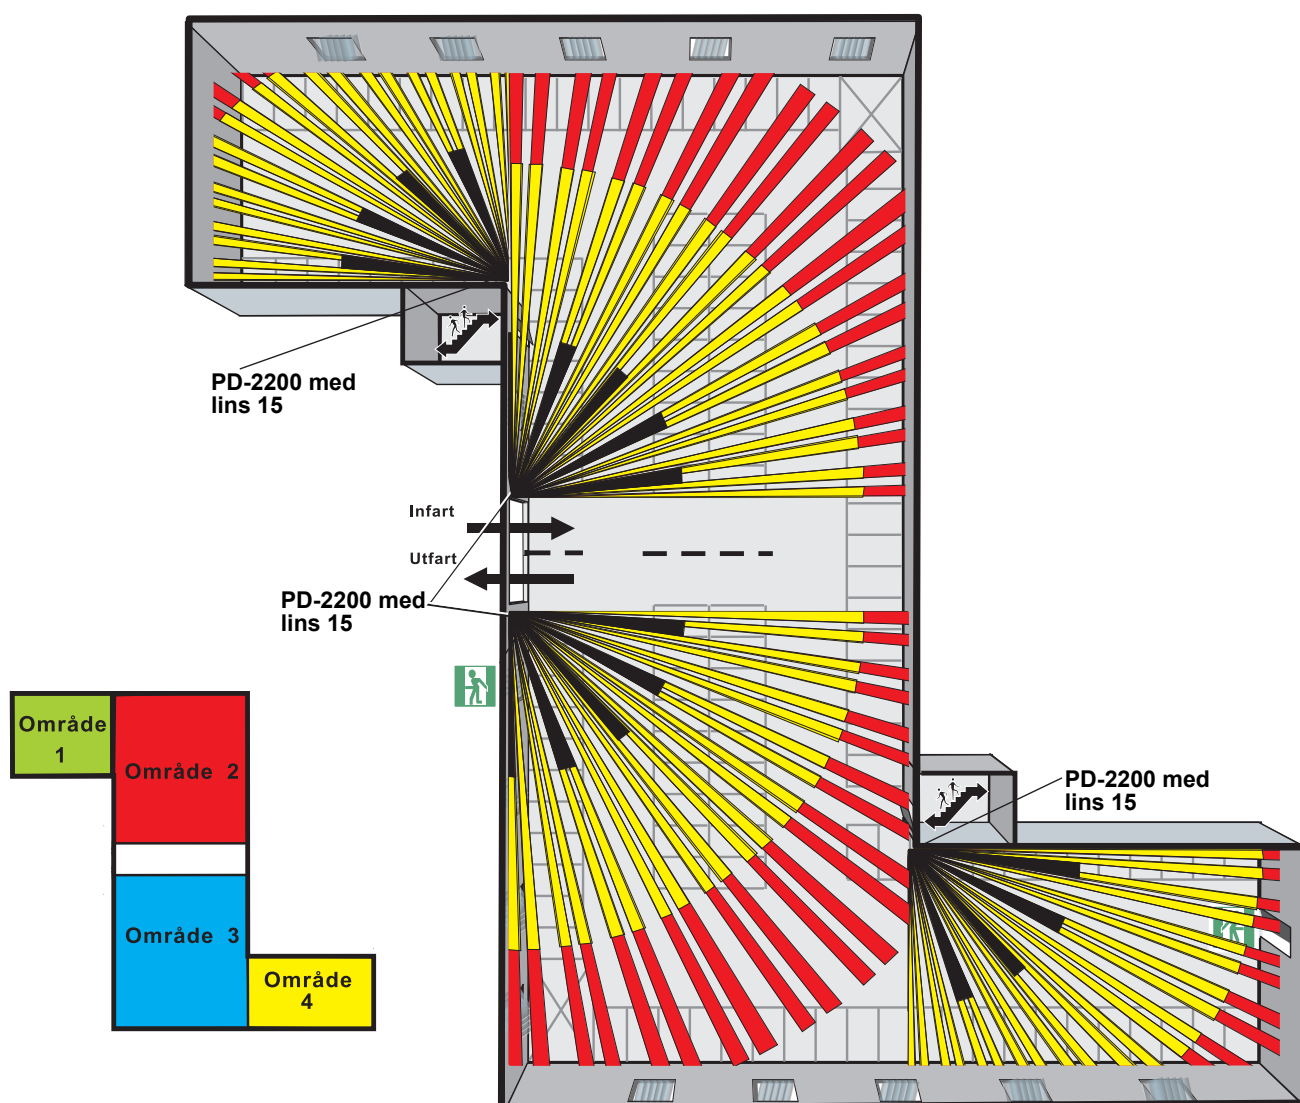 PD-2200 med
lins 15
Infart
Utfart
PD-2200 med
lins 15
PD-2200 med
lins 15
Område
1
Område 2
Område 3
Område
4